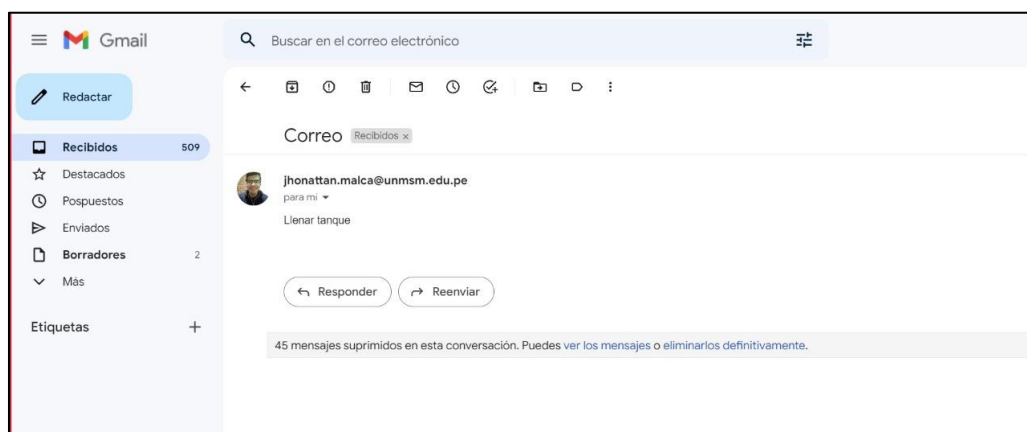 Gmail
Buscar en el correo electrónico
Redactar
Recibidos 509
Destacados
Pospuestos
Enviados
Borradores 2
Más
Etiquetas +
Correo Recibidos x
jhonattan.malca@unmsm.edu.pe
para mí
Llenar tanque
Responder Reenviar
45 mensajes suprimidos en esta conversación. Puedes ver los mensajes o eliminarlos definitivamente.